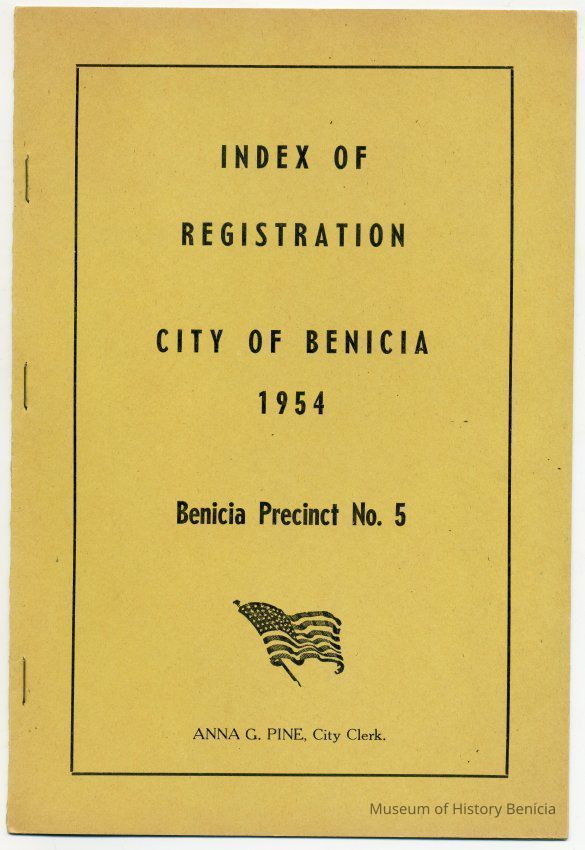 INDEX OF
REGISTRATION
CITY OF BENICIA
1954
Benicia Precinct No. 5
ANNA G. PINE, City Clerk.
Museum of History Benicia